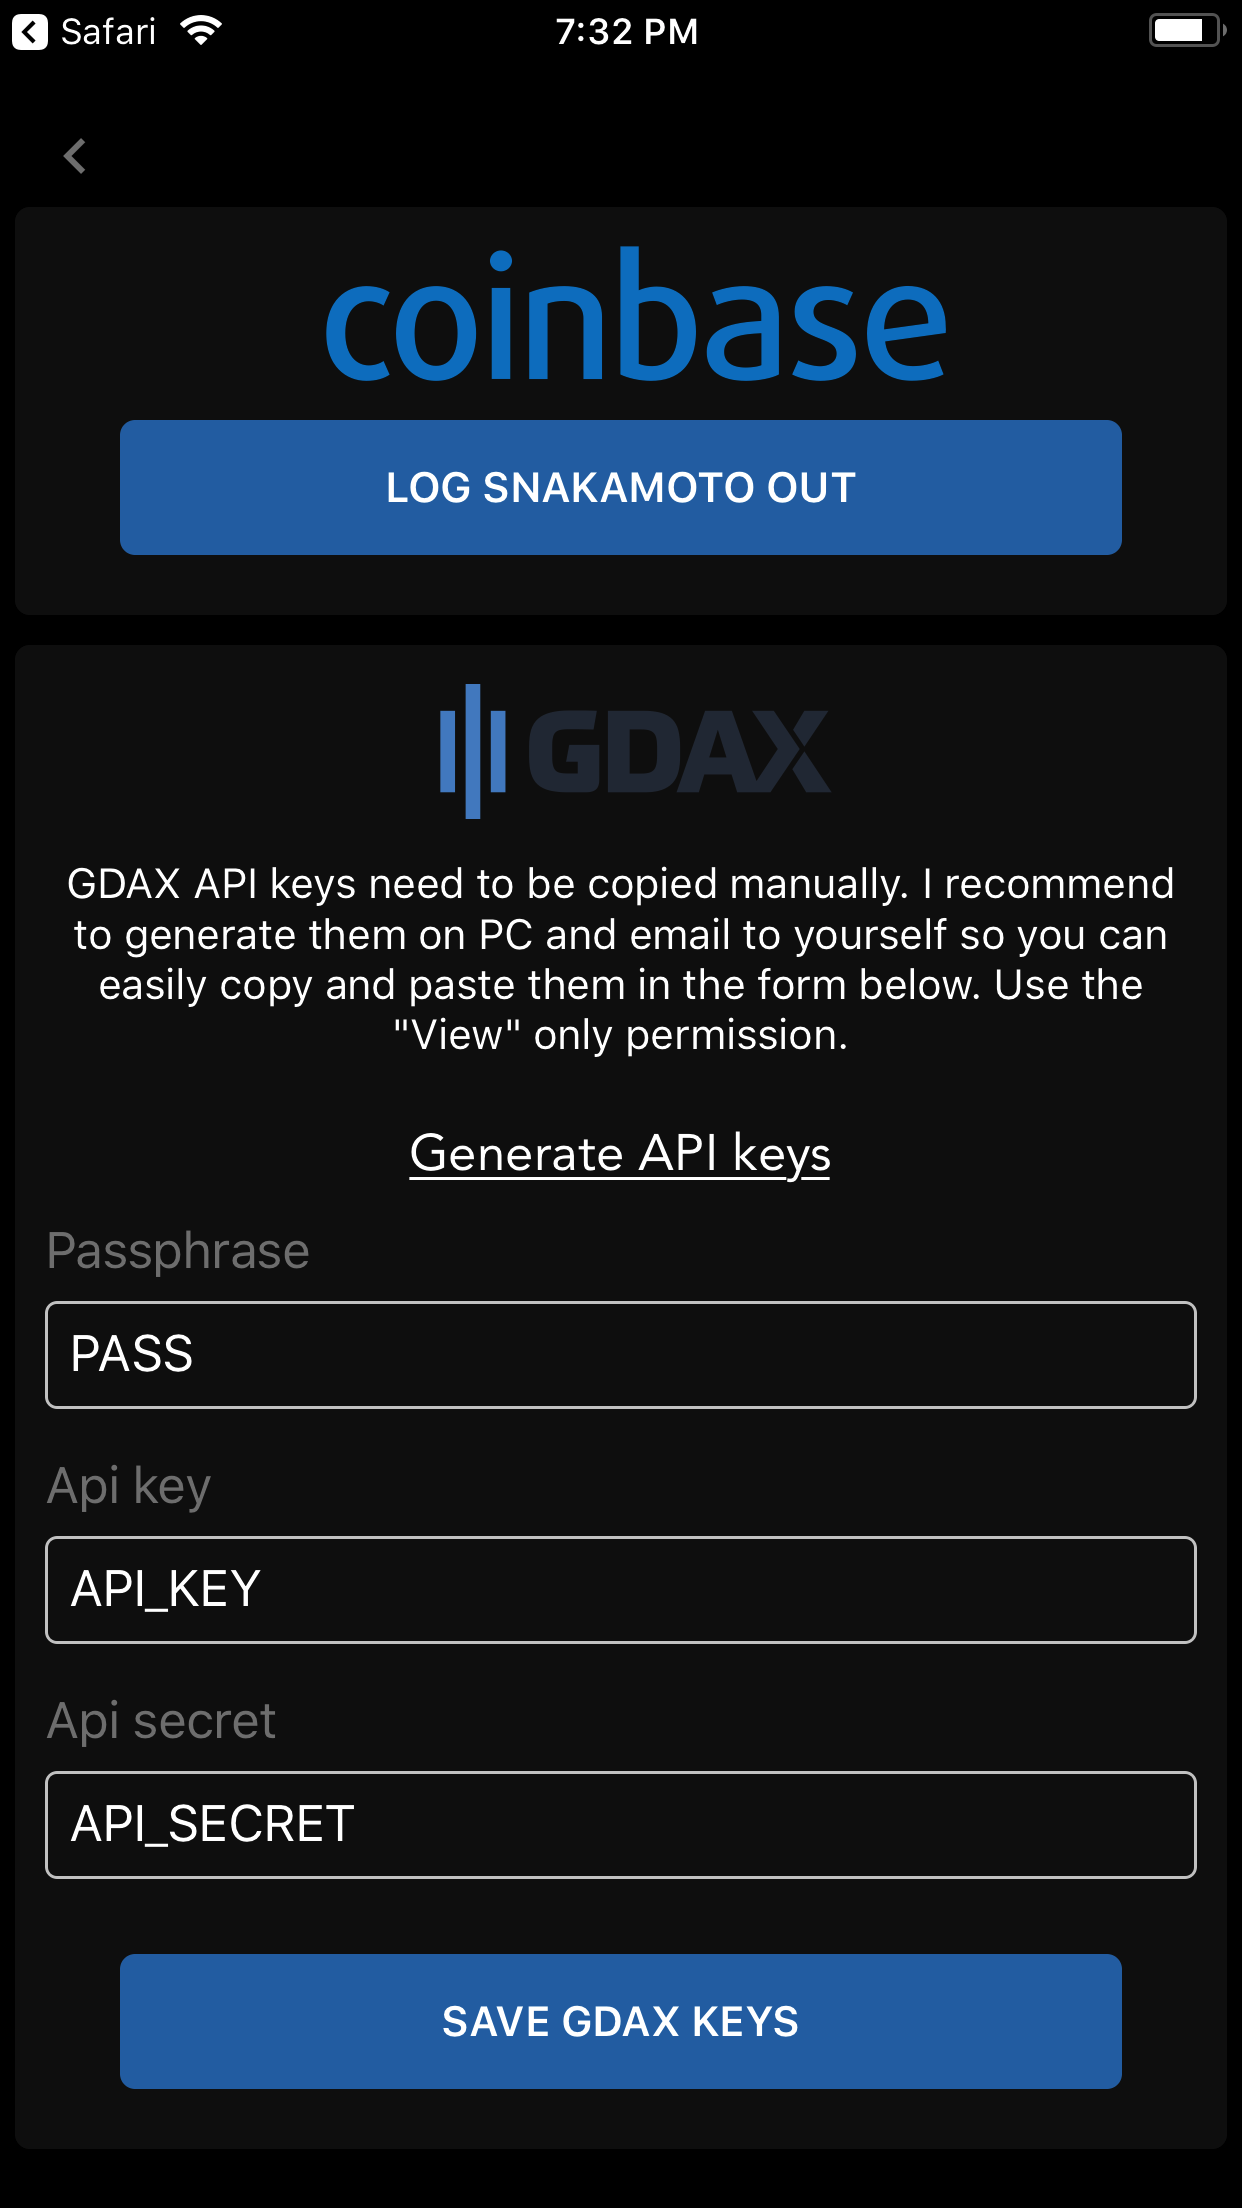 Safari
7:32 PM
coinbase
LOG SNAKAMOTO OUT
GDAX
GDAX API keys need to be copied manually. I recommend
to generate them on PC and email to yourself so you can
easily copy and paste them in the form below. Use the
"View" only permission.
Generate API keys
Passphrase
PASS
Api key
API_KEY
Api secret
API_SECRET
SAVE GDAX KEYS